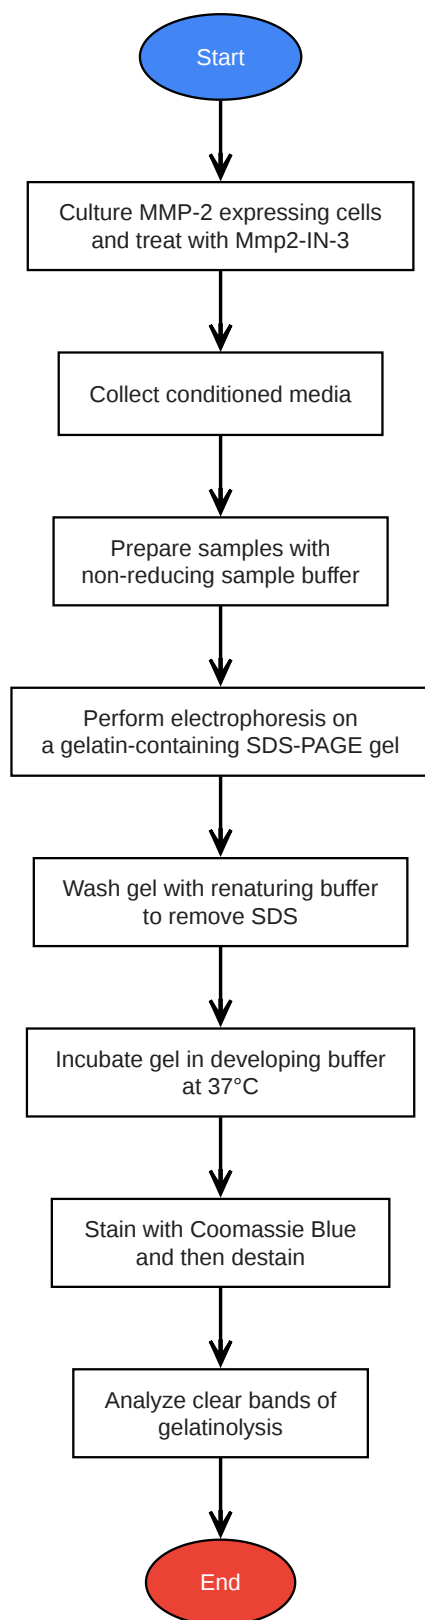 Start
Culture MMP-2 expressing cells
and treat with Mmp2-IN-3
Collect conditioned media
Prepare samples with
non-reducing sample buffer
Perform electrophoresis on
a gelatin-containing SDS-PAGE gel
Wash gel with renaturing buffer
to remove SDS
Incubate gel in developing buffer
at 37°C
Stain with Coomassie Blue
and then destain
Analyze clear bands of
gelatinolysis
End